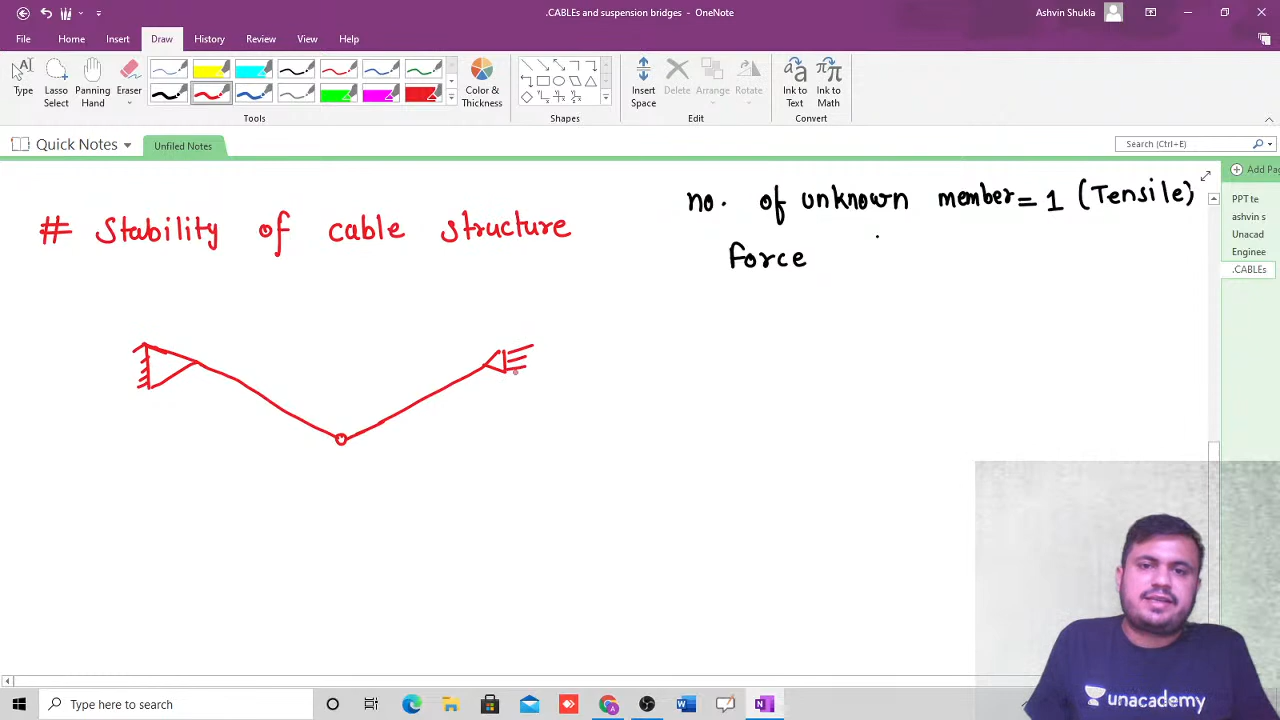 .CABLEs and suspension bridges - OneNote
Ashvin Shukla
File Home Insert Draw History Review View Help
Type
Lasso Select
Panning Hand
Eraser
Color & Thickness
Insert Space
Delete
Arrange
Rotate
Ink to Text
Ink to Math
Tools
Shapes
Edit
Convert
Quick Notes
Unfiled Notes
Search (Ctrl+E)
Add Pag
PPT te
ashvin s
Unacad
Enginee
.CABLEs
# Stability of cable structure
no. of unknown member = 1 (Tensile)
Force
unacademy
Type here to search